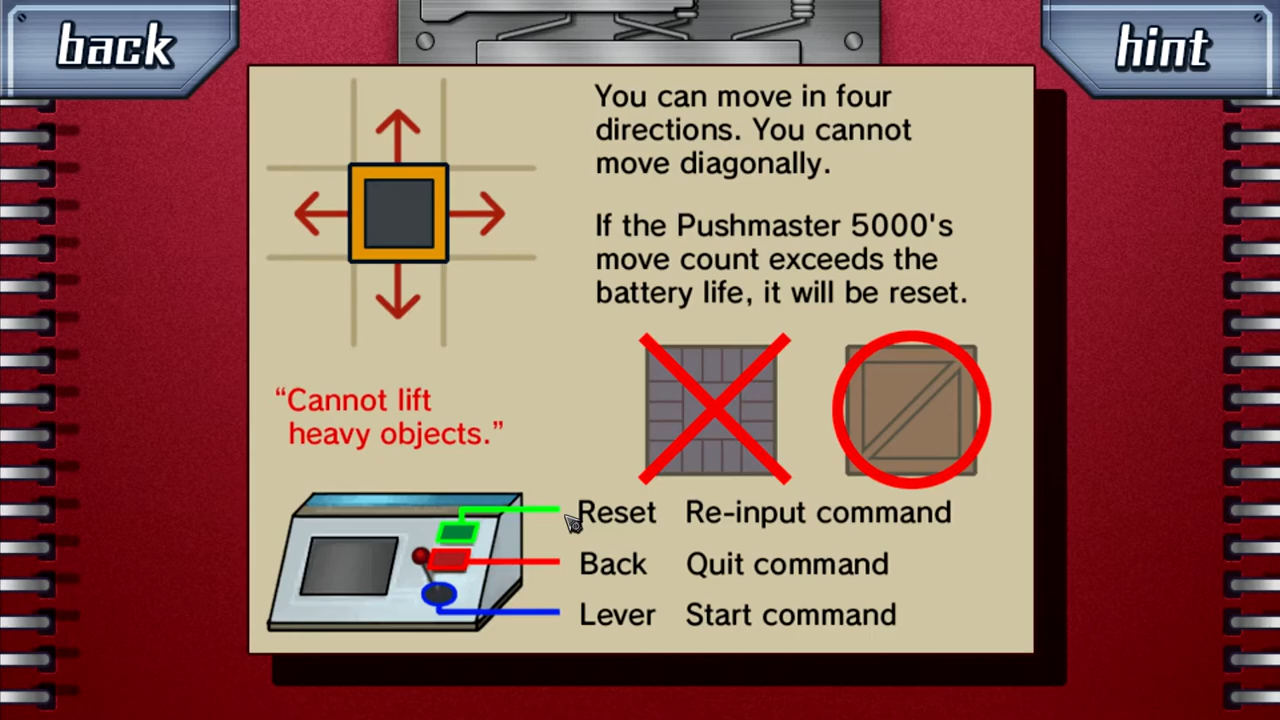 back
hint
You can move in four
directions. You cannot
move diagonally.
If the Pushmaster 5000's
move count exceeds the
battery life, it will be reset.
“Cannot lift
heavy objects.”
Reset Re-input command
Back Quit command
Lever Start command